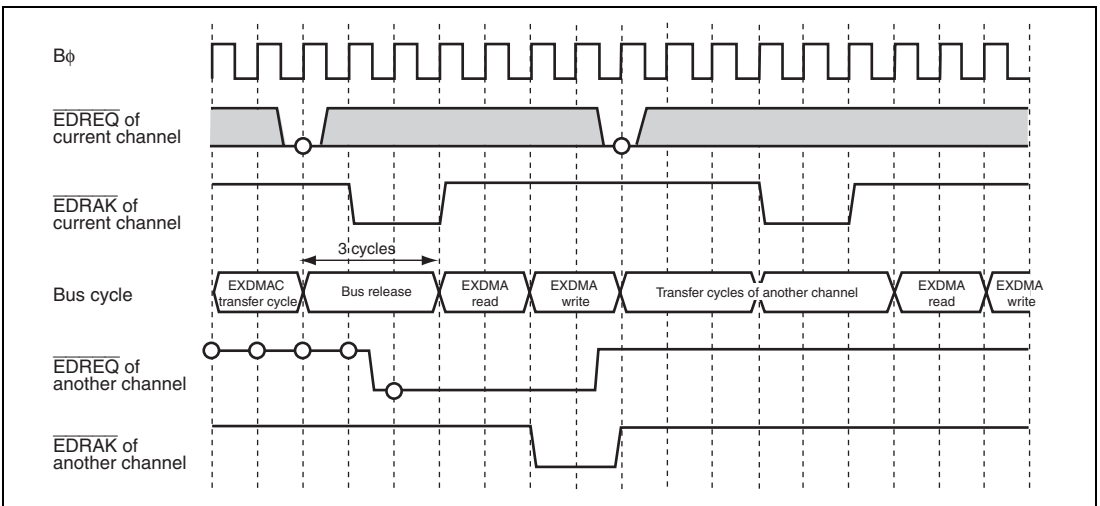 Bφ
EDREQ of
current channel
EDRAK of
current channel
3 cycles
Bus cycle
EXDMAC
transfer cycle
Bus release
EXDMA
read
EXDMA
write
Transfer cycles of another channel
EXDMA
read
EXDMA
write
EDREQ of
another channel
EDRAK of
another channel